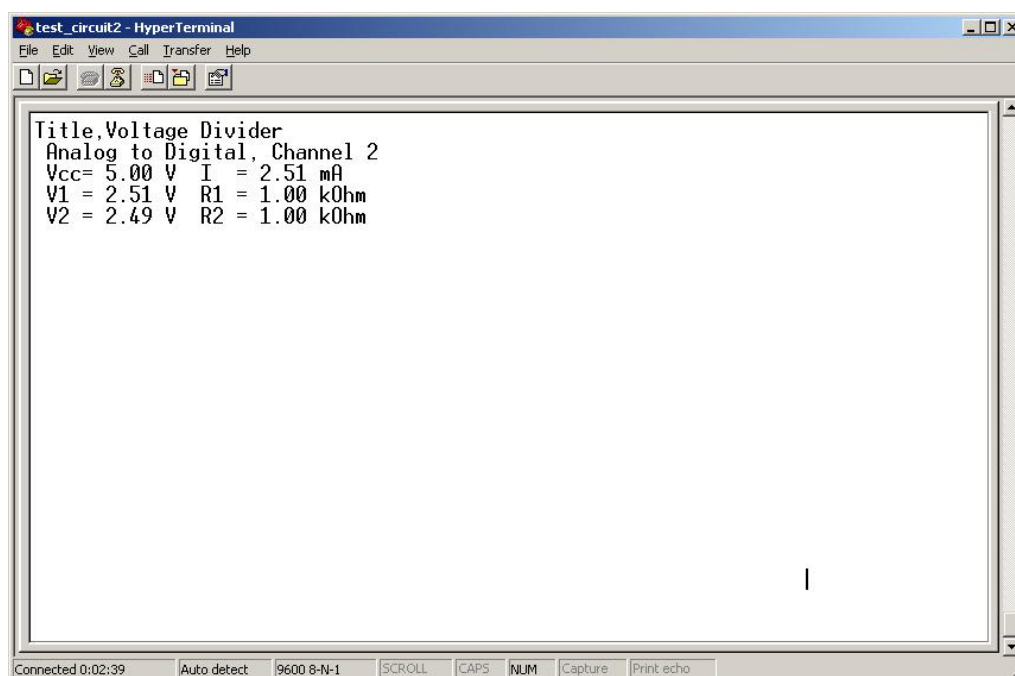 test_circuit2 - HyperTerminal
File Edit View Call Transfer Help
Title,Voltage Divider
Analog to Digital, Channel 2
Vcc= 5.00 V I = 2.51 mA
V1 = 2.51 V R1 = 1.00 kOhm
V2 = 2.49 V R2 = 1.00 kOhm
Connected 0:02:39 Auto detect 9600 8-N-1 SCROLL CAPS NUM Capture Print echo